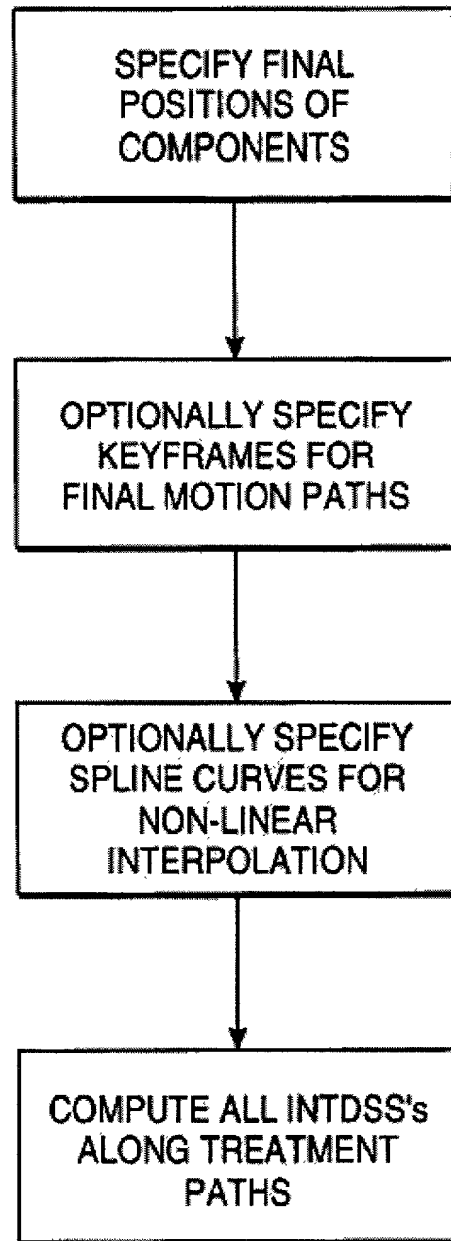 SPECIFY FINAL
POSITIONS OF
COMPONENTS
OPTIONALLY SPECIFY
KEYFRAMES FOR
FINAL MOTION PATHS
OPTIONALLY SPECIFY
SPLINE CURVES FOR
NON-LINEAR
INTERPOLATION
COMPUTE ALL INTDSS's
ALONG TREATMENT
PATHS